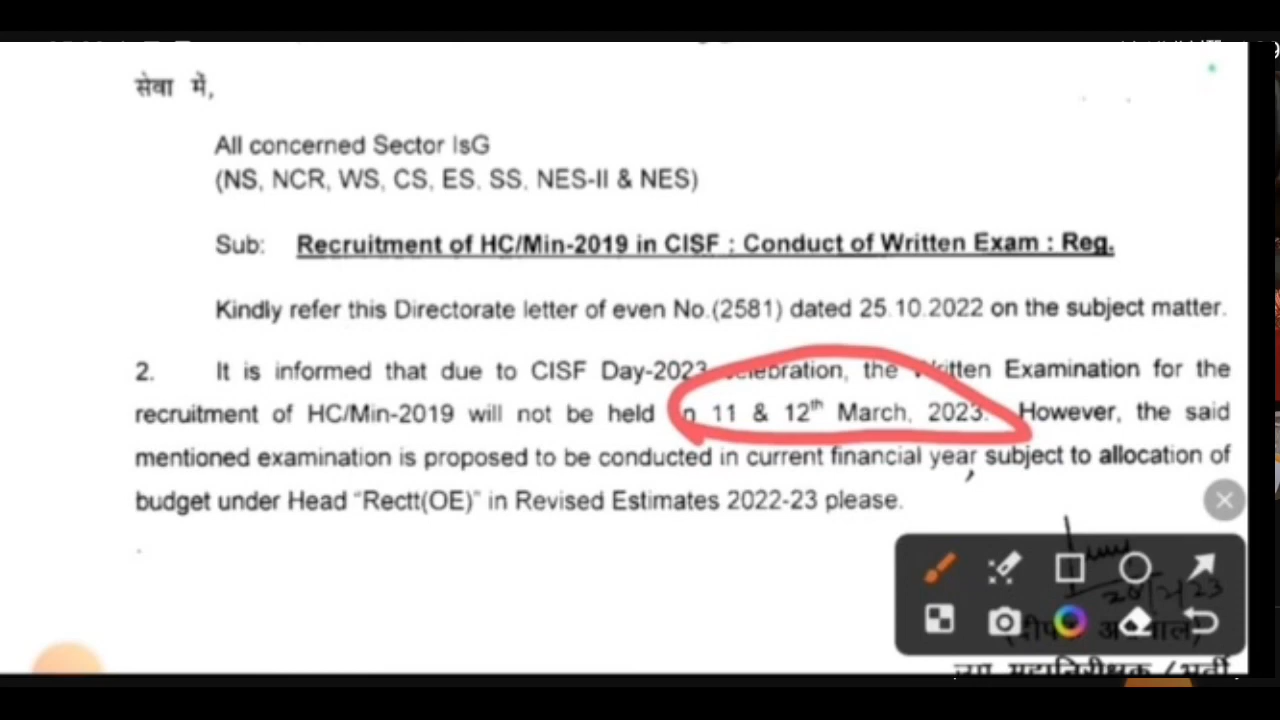 सेवा में,
All concerned Sector IsG
(NS, NCR, WS, CS, ES, SS, NES-II & NES)
Sub: Recruitment of HC/Min-2019 in CISF : Conduct of Written Exam : Reg.
Kindly refer this Directorate letter of even No.(2581) dated 25.10.2022 on the subject matter.
2. It is informed that due to CISF Day-2023 celebration, the Written Examination for the
recruitment of HC/Min-2019 will not be held 11 & 12th March, 2023. However, the said
mentioned examination is proposed to be conducted in current financial year, subject to allocation of
budget under Head “Rectt(OE)” in Revised Estimates 2022-23 please.